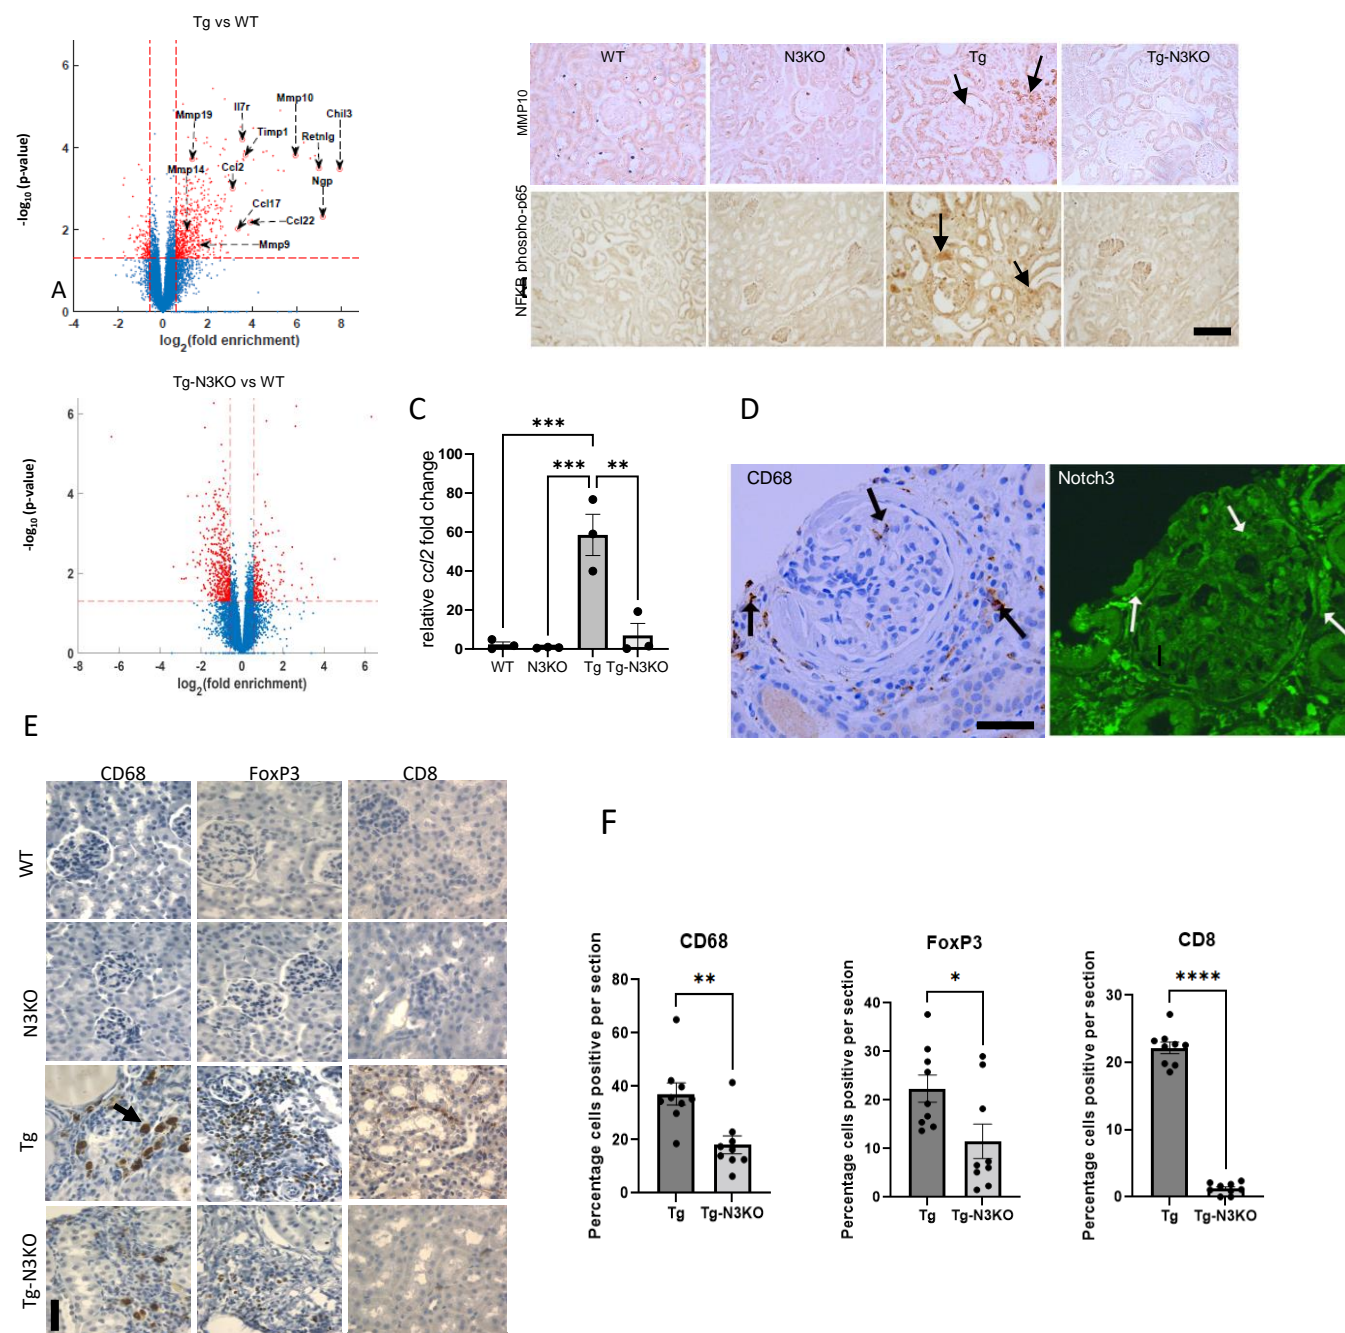 Tg vs WT
-log10 (p-value)
6
4
2
0
Mmp19
Il7r
Mmp10
Chil3
Timp1
Retnlg
Mmp14
Ccl2
Ngp
Ccl17
Ccl22
Mmp9
A
-4 -2 0 2 4 6 8
log2(fold enrichment)
WT N3KO Tg Tg-N3KO
MMP10
NFKB phospho-p65
Tg-N3KO vs WT
-log10 (p-value)
8
6
4
2
0
-8 -6 -4 -2 0 2 4 6
log2(fold enrichment)
C
relative ccl2 fold change
100
80
60
40
20
0
***
*** **
WT N3KO Tg Tg-N3KO
D
CD68 Notch3
E
CD68 FoxP3 CD8
WT
N3KO
Tg
Tg-N3KO
F
CD68
Percentage cells positive per section
80
60
40
20
0
**
Tg Tg-N3KO
FoxP3
Percentage cells positive per section
40
30
20
10
0
*
Tg Tg-N3KO
CD8
Percentage cells positive per section
30
20
10
0
****
Tg Tg-N3KO